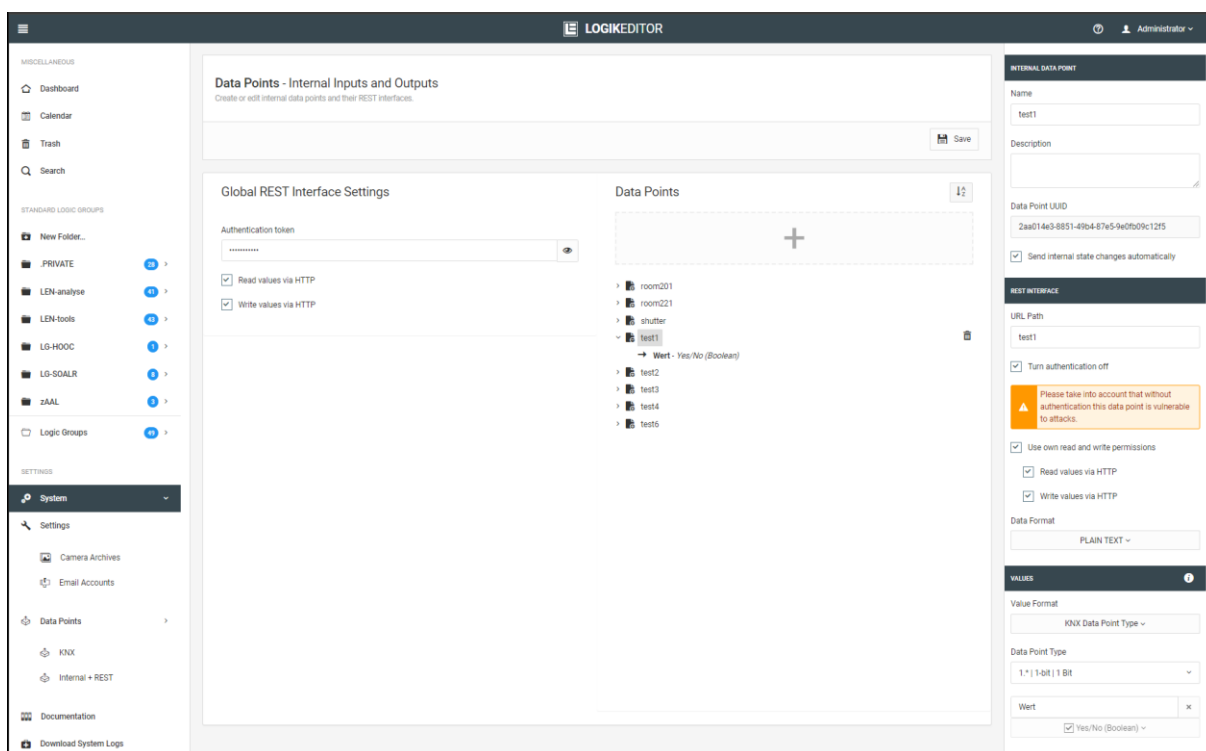 LOGIKEDITOR
Administrator
MISCELLANEOUS
Dashboard
Calendar
Trash
Search
STANDARD LOGIC GROUPS
New Folder...
.PRIVATE 28
LEN-analyse 41
LEN-tools 43
LG-HOOC 1
LG-SOALR 8
zAAL 3
Logic Groups 49
SETTINGS
System
Settings
Camera Archives
Email Accounts
Data Points
KNX
Internal + REST
Documentation
Download System Logs
Data Points - Internal Inputs and Outputs
Create or edit internal data points and their REST interfaces.
Save
Global REST Interface Settings
Authentication token
•••••••••••
Read values via HTTP
Write values via HTTP
Data Points
room201
room221
shutter
test1
Wert - Yes/No (Boolean)
test2
test3
test4
test6
INTERNAL DATA POINT
Name
test1
Description
Data Point UUID
2aa014e3-8851-49b4-87e5-9e0fb09c12f5
Send internal state changes automatically
REST INTERFACE
URL Path
test1
Turn authentication off
Please take into account that without
authentication this data point is vulnerable
to attacks.
Use own read and write permissions
Read values via HTTP
Write values via HTTP
Data Format
PLAIN TEXT
VALUES
Value Format
KNX Data Point Type
Data Point Type
1.* | 1-bit | 1 Bit
Wert
Yes/No (Boolean)